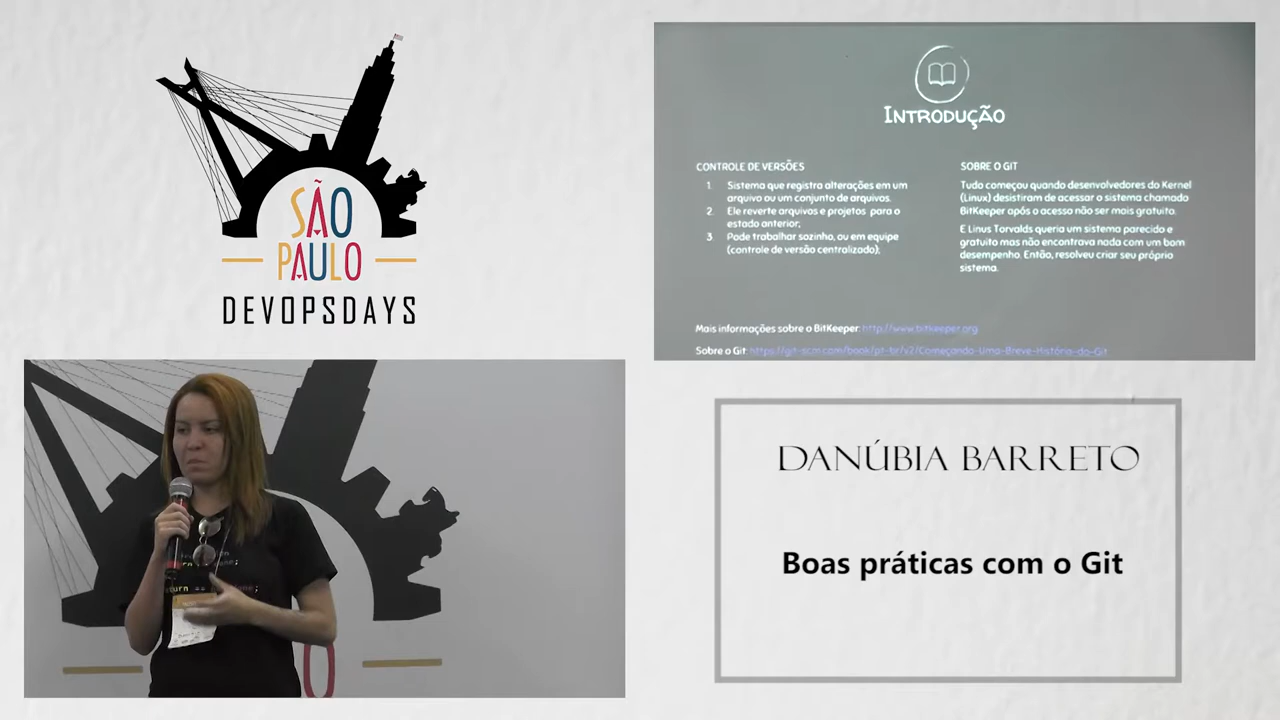 SÃO
PAULO
DEVOPSDAYS
INTRODUÇÃO
CONTROLE DE VERSÕES
1. Sistema que registra alterações em um
arquivo ou um conjunto de arquivos.
2. Ele reverte arquivos e projetos para o
estado anterior;
3. Pode trabalhar sozinho, ou em equipe
(controle de versão centralizado);
SOBRE O GIT
Tudo começou quando desenvolvedores do Kernel
(Linux) desistiram de acessar o sistema chamado
BitKeeper após o acesso não ser mais gratuito.
E Linus Torvalds queria um sistema parecido e
gratuito mas não encontrava nada com um bom
desempenho. Então, resolveu criar seu próprio
sistema.
Mais informações sobre o BitKeeper: http://www.bitkeeper.org
Sobre o Git: https://git-scm.com/book/pt-br/v2/Começando-Uma-Breve-História-do-Git
DANÚBIA BARRETO
Boas práticas com o Git